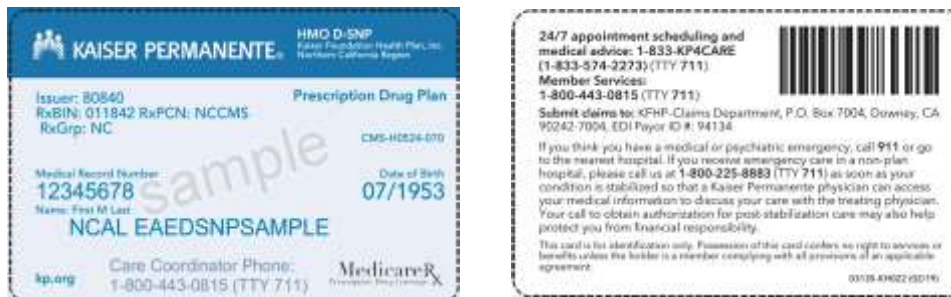 KAISER PERMANENTE®
HMO D-SNP
Kaiser Foundation Health Plan, Inc.
Northern California Region
Issuer: 80840
RxBIN: 011842 RxPCN: NCCMS
RxGrp: NC
Prescription Drug Plan
CMS-H0524-070
sample
Medical Record Number
12345678
Date of Birth
07/1953
Name: First M Last
NCAL EAEDSNPSAMPLE
kp.org
Care Coordinator Phone:
1-800-443-0815 (TTY 711)
MedicareRx
Prescription Drug Coverage
24/7 appointment scheduling and
medical advice: 1-833-KP4CARE
(1-833-574-2273) (TTY 711)
Member Services:
1-800-443-0815 (TTY 711)
Submit claims to: KFHP-Claims Department, P.O. Box 7004, Downey, CA
90242-7004, EDI Payor ID #: 94134
If you think you have a medical or psychiatric emergency, call 911 or go
to the nearest hospital. If you receive emergency care in a non-plan
hospital, please call us at 1-800-225-8883 (TTY 711) as soon as your
condition is stabilized so that a Kaiser Permanente physician can access
your medical information to discuss your care with the treating physician.
Your call to obtain authorization for post-stabilization care may also help
protect you from financial responsibility.
This card is for identification only. Possession of this card confers no right to services or
benefits unless the holder is a member complying with all provisions of an applicable
agreement.